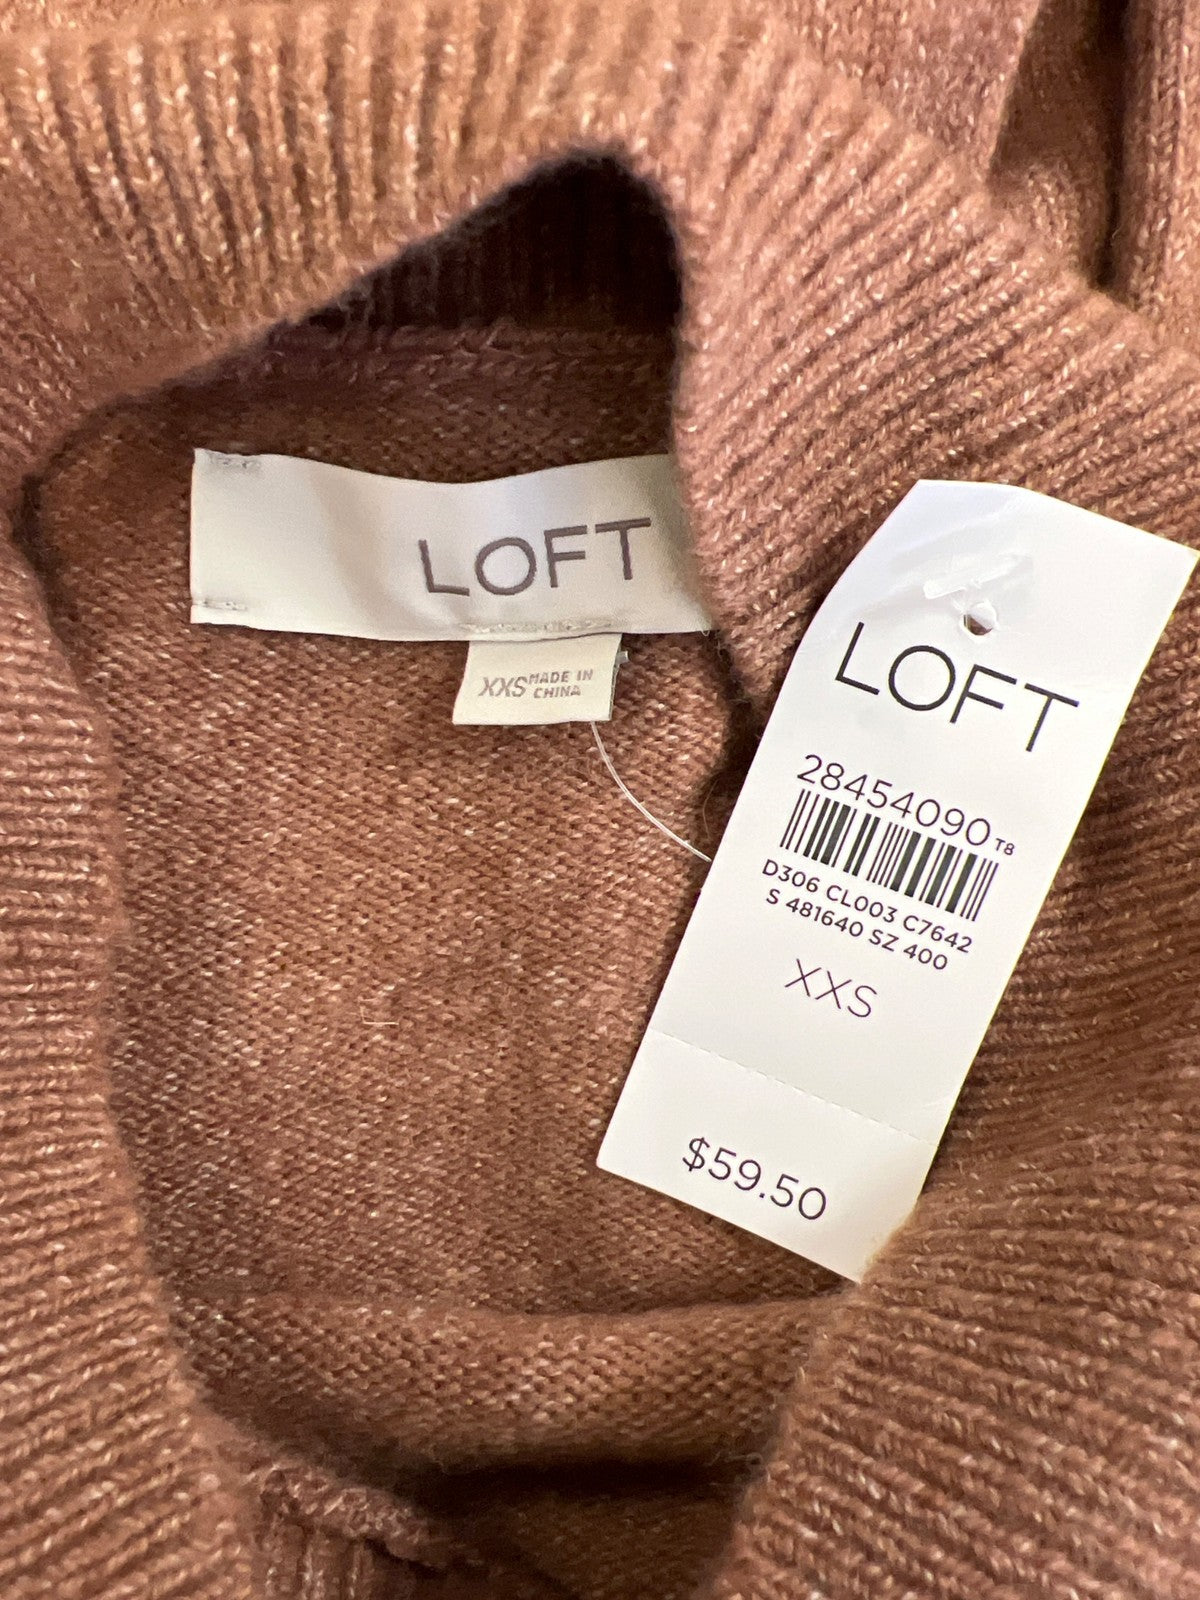 LOFT
XXS MADE IN
CHINA
LOFT
28454090 T8
D306 CL003 C7642
S 481640 SZ 400
XXS
$59.50